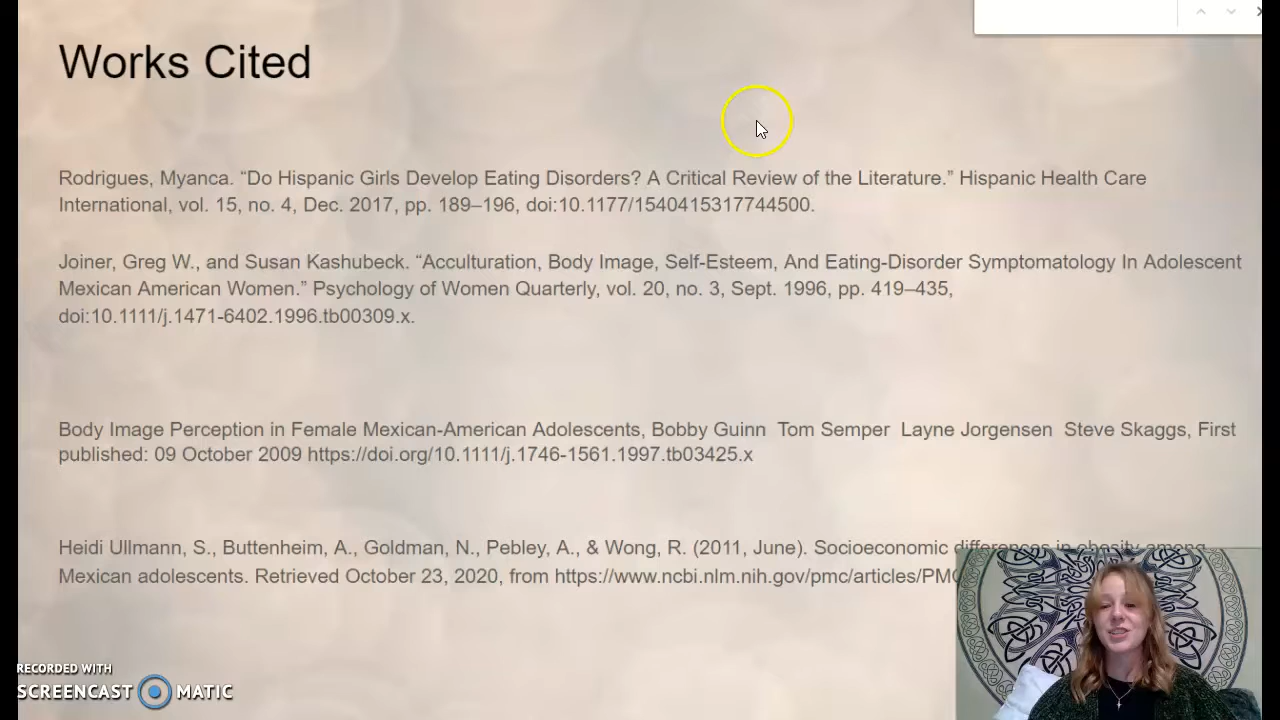 Works Cited
Rodrigues, Myanca. “Do Hispanic Girls Develop Eating Disorders? A Critical Review of the Literature.” Hispanic Health Care
International, vol. 15, no. 4, Dec. 2017, pp. 189–196, doi:10.1177/1540415317744500.
Joiner, Greg W., and Susan Kashubeck. “Acculturation, Body Image, Self-Esteem, And Eating-Disorder Symptomatology In Adolescent
Mexican American Women.” Psychology of Women Quarterly, vol. 20, no. 3, Sept. 1996, pp. 419–435,
doi:10.1111/j.1471-6402.1996.tb00309.x.
Body Image Perception in Female Mexican-American Adolescents, Bobby Guinn Tom Semper Layne Jorgensen Steve Skaggs, First
published: 09 October 2009 https://doi.org/10.1111/j.1746-1561.1997.tb03425.x
Heidi Ullmann, S., Buttenheim, A., Goldman, N., Pebley, A., & Wong, R. (2011, June). Socioeconomic differences in obesity among
Mexican adolescents. Retrieved October 23, 2020, from https://www.ncbi.nlm.nih.gov/pmc/articles/PMC
RECORDED WITH
SCREENCAST MATIC